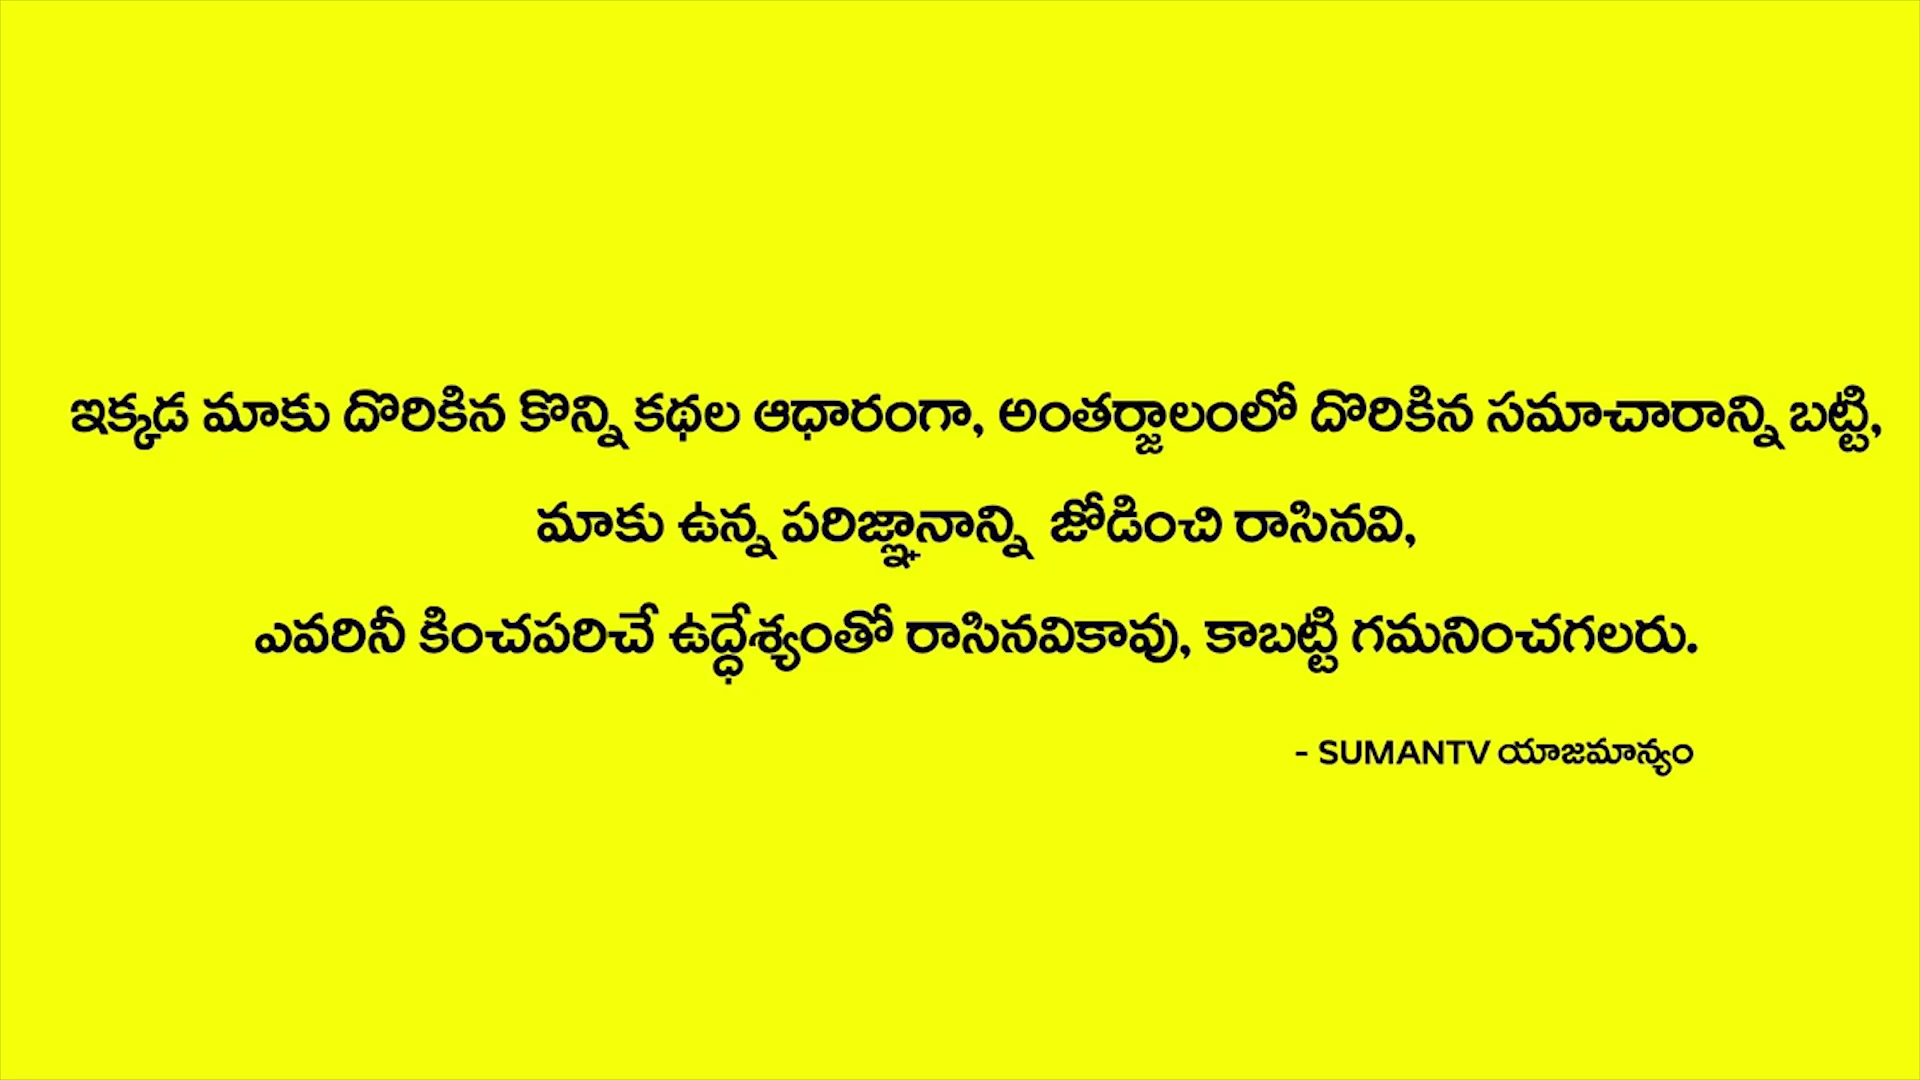 ఇక్కడ మాకు దొరికిన కొన్ని కథల ఆధారంగా, అంతర్జాలంలో దొరికిన సమాచారాన్ని బట్టి,
మాకు ఉన్న పరిజ్ఞానాన్ని జోడించి రాసినవి,
ఎవరినీ కించపరిచే ఉద్ధేశ్యంతో రాసినవికావు, కాబట్టి గమనించగలరు.
- SUMANTV యాజమాన్యం